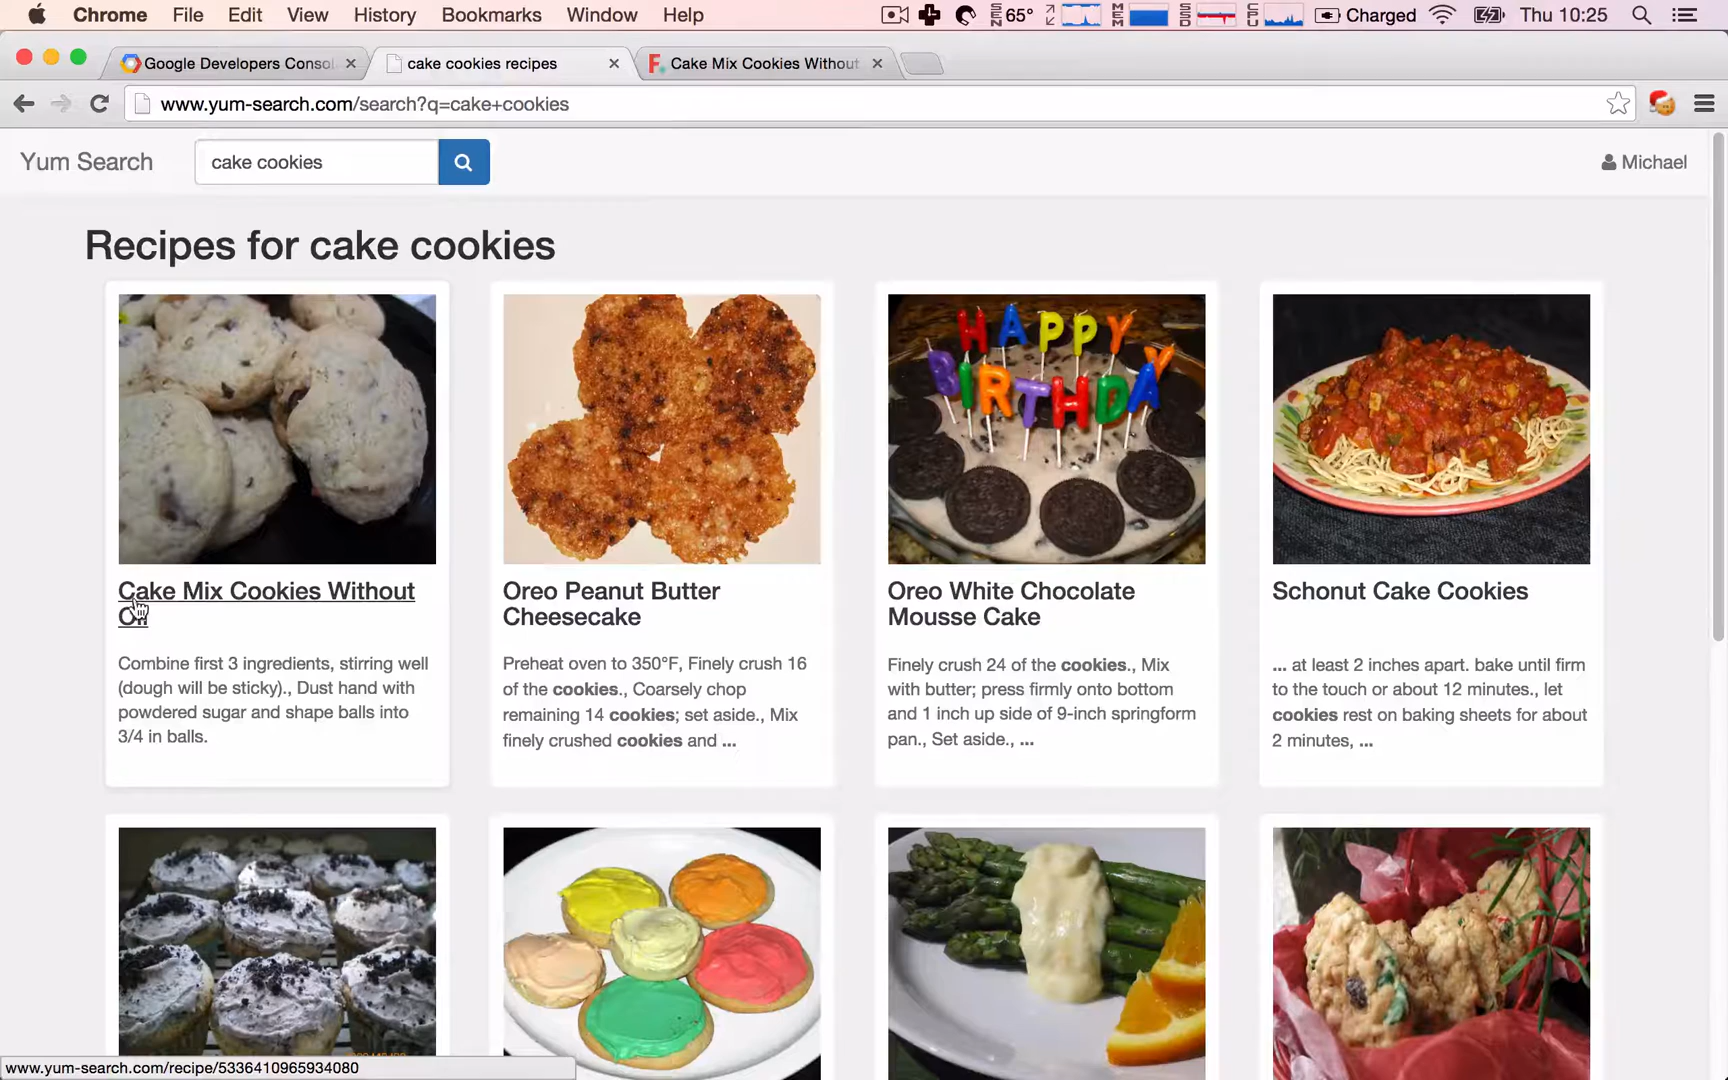 Chrome File Edit View History Bookmarks Window Help SEN 65° MEM SSD CPU Charged Thu 10:25
Google Developers Consol cake cookies recipes Cake Mix Cookies Without
www.yum-search.com/search?q=cake+cookies
Yum Search cake cookies Michael
Recipes for cake cookies
HAPPY
BIRTHDAY
Cake Mix Cookies Without
Oil
Combine first 3 ingredients, stirring well
(dough will be sticky)., Dust hand with
powdered sugar and shape balls into
3/4 in balls.
Oreo Peanut Butter
Cheesecake
Preheat oven to 350°F, Finely crush 16
of the cookies., Coarsely chop
remaining 14 cookies; set aside., Mix
finely crushed cookies and ...
Oreo White Chocolate
Mousse Cake
Finely crush 24 of the cookies., Mix
with butter; press firmly onto bottom
and 1 inch up side of 9-inch springform
pan., Set aside., ...
Schonut Cake Cookies
... at least 2 inches apart. bake until firm
to the touch or about 12 minutes., let
cookies rest on baking sheets for about
2 minutes, ...
www.yum-search.com/recipe/5336410965934080